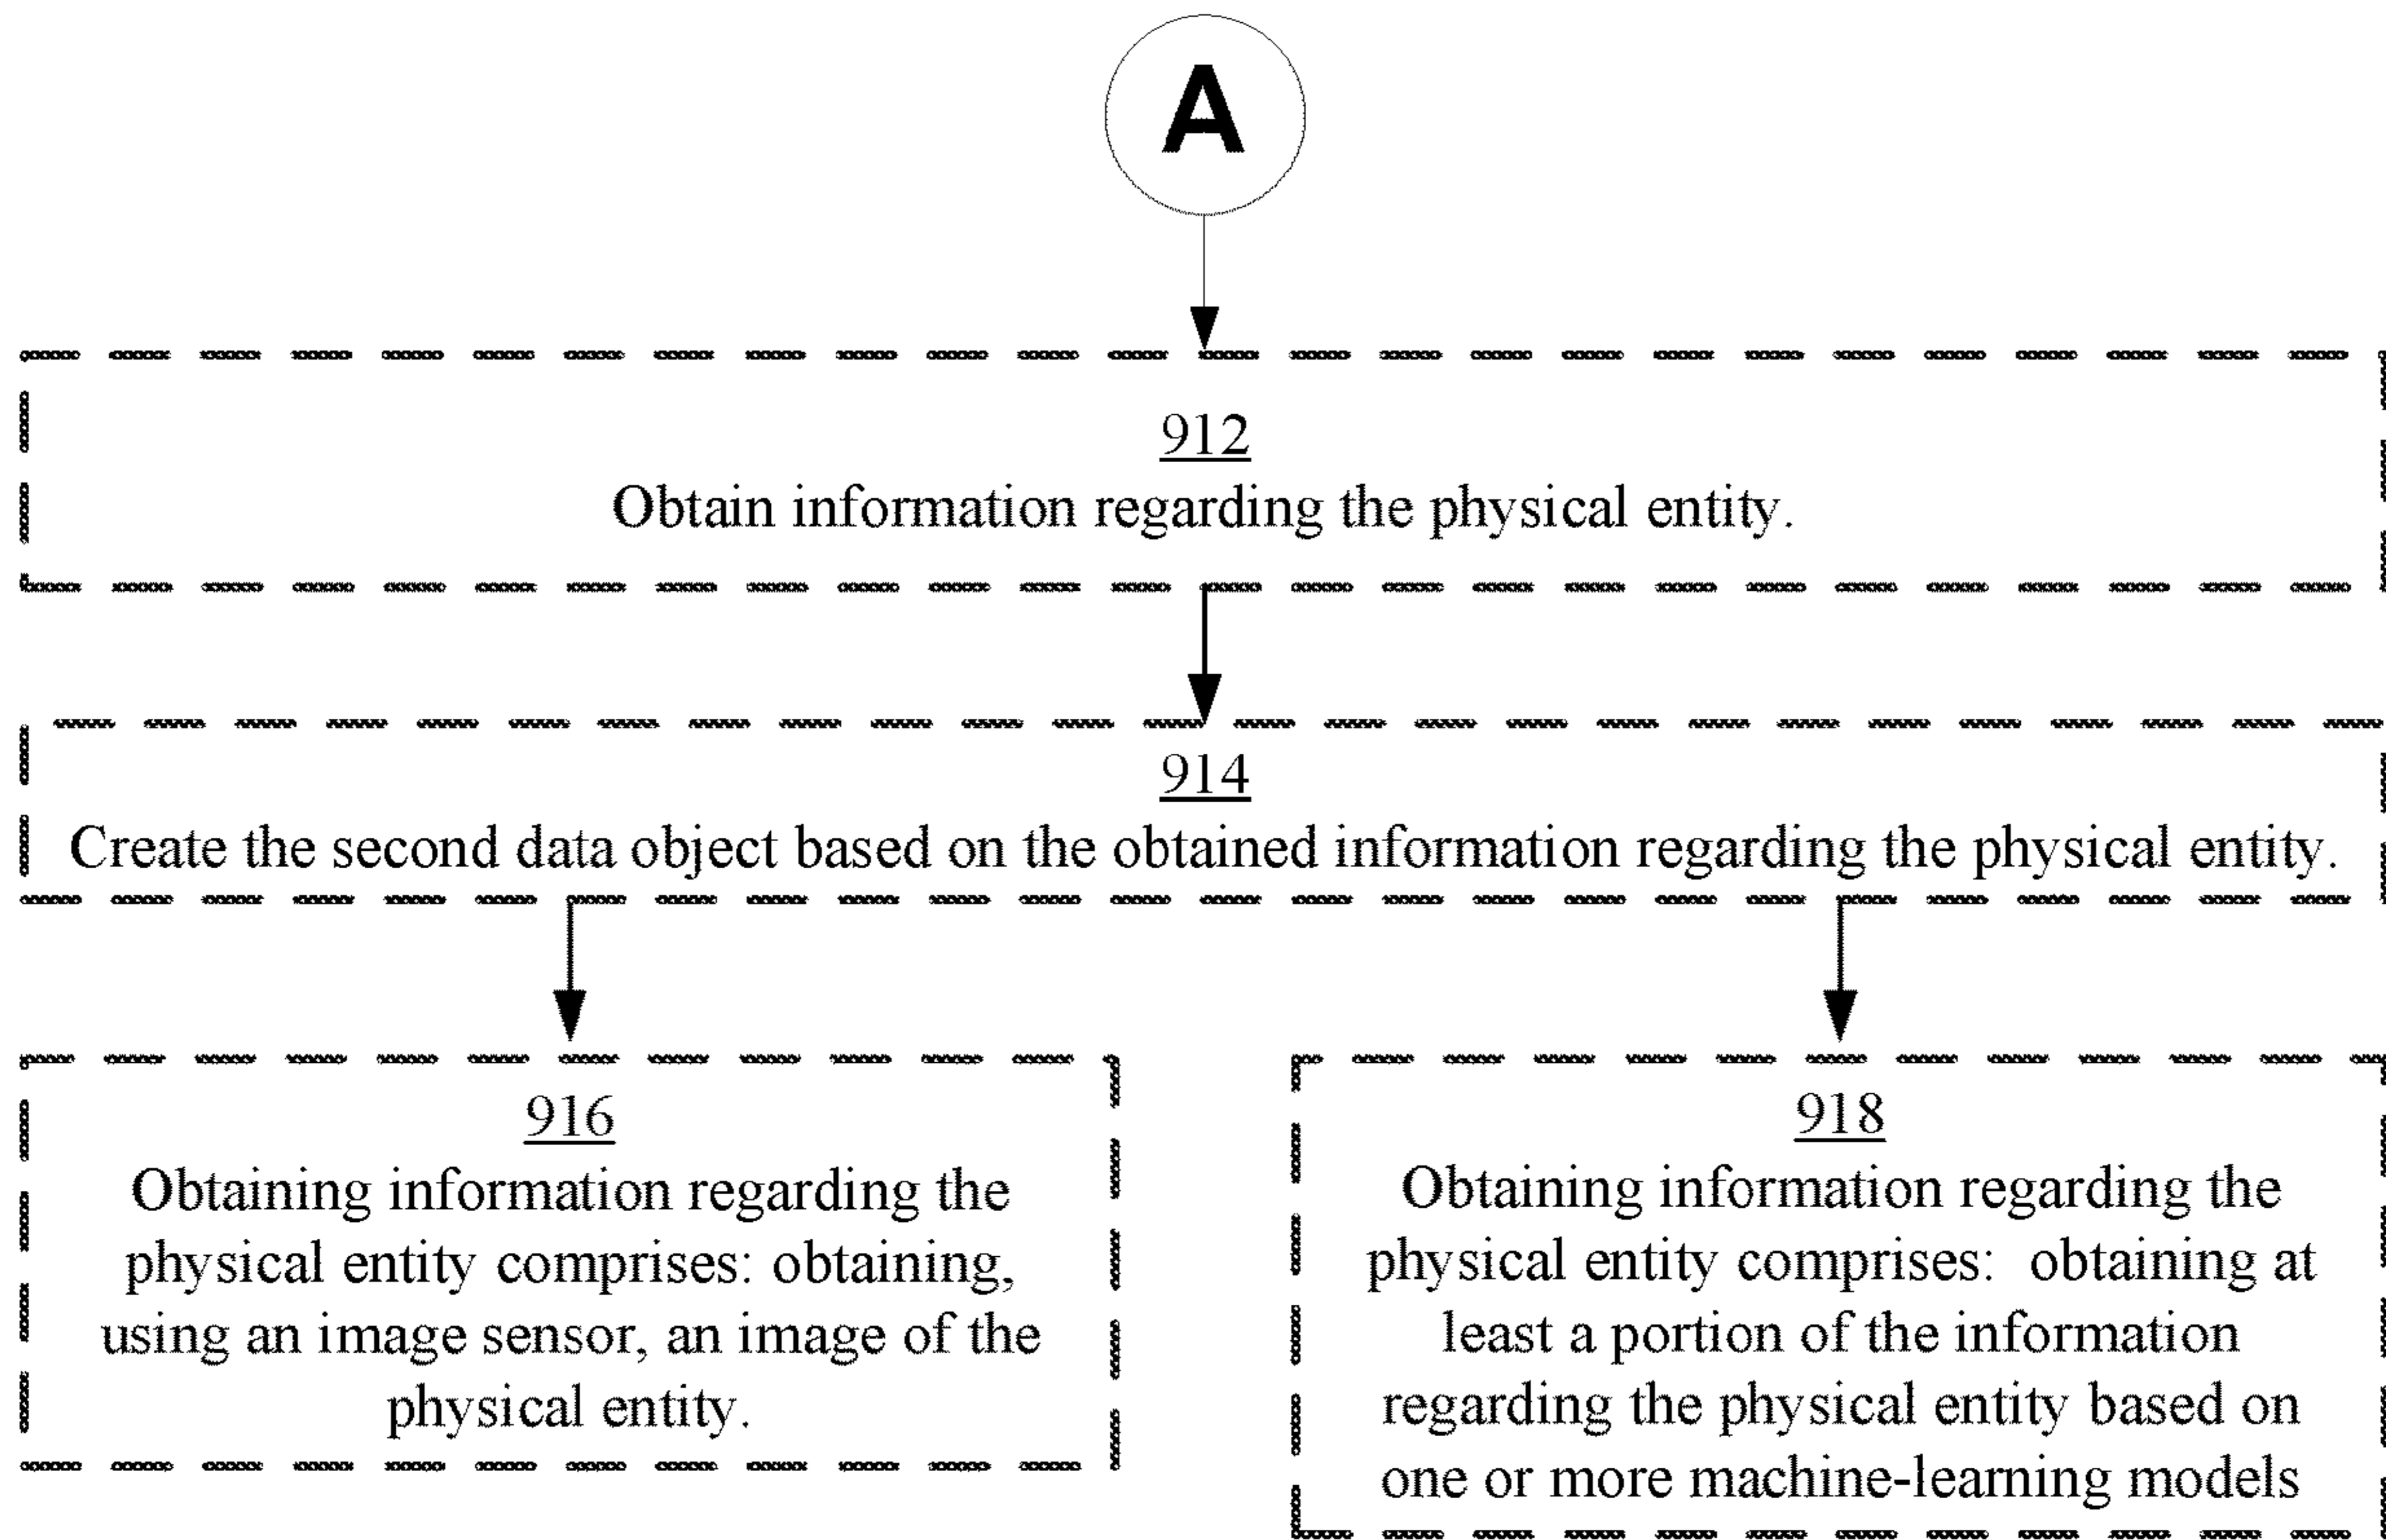 A
912
Obtain information regarding the physical entity.
914
Create the second data object based on the obtained information regarding the physical entity.
916
Obtaining information regarding the
physical entity comprises: obtaining,
using an image sensor, an image of the
physical entity.
918
Obtaining information regarding the
physical entity comprises:  obtaining at
least a portion of the information
regarding the physical entity based on
one or more machine-learning models